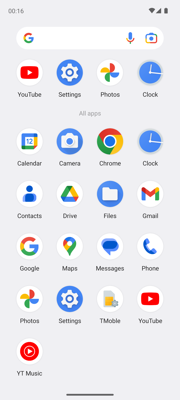 00:16
YouTube Settings Photos Clock
All apps
Calendar Camera Chrome Clock
Contacts Drive Files Gmail
Google Maps Messages Phone
Photos Settings TMoble YouTube
YT Music